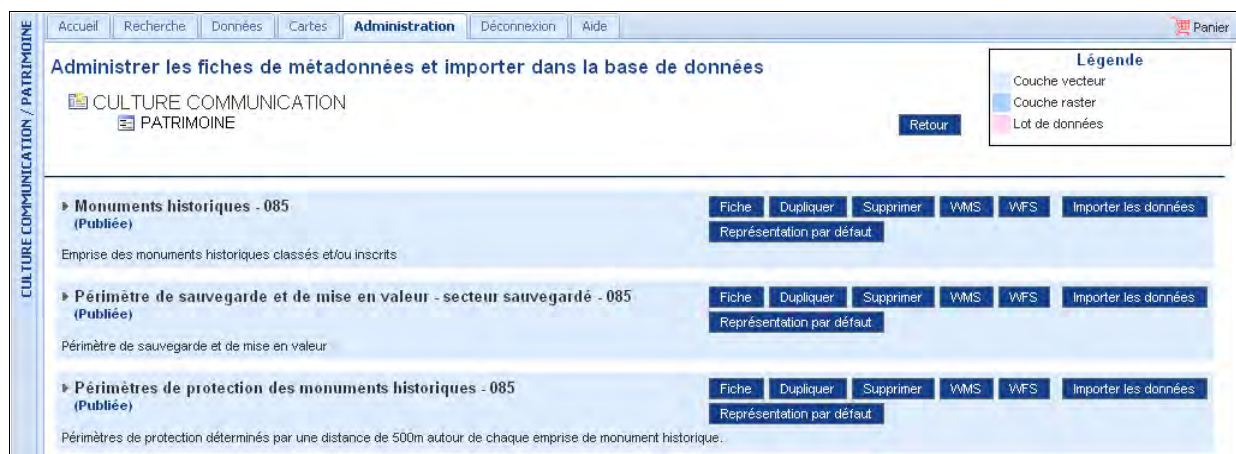 CULTURE COMMUNICATION / PATRIMOINE
Accueil Recherche Données Cartes Administration Déconnexion Aide Panier
Administrer les fiches de métadonnées et importer dans la base de données
Légende
Couche vecteur
Couche raster
Lot de données
CULTURE COMMUNICATION
PATRIMOINE
Retour
Monuments historiques - 085
(Publiée)
Fiche Dupliquer Supprimer WMS WFS Importer les données
Représentation par défaut
Emprise des monuments historiques classés et/ou inscrits
Périmètre de sauvegarde et de mise en valeur - secteur sauvegardé - 085
(Publiée)
Fiche Dupliquer Supprimer WMS WFS Importer les données
Représentation par défaut
Périmètre de sauvegarde et de mise en valeur
Périmètres de protection des monuments historiques - 085
(Publiée)
Fiche Dupliquer Supprimer WMS WFS Importer les données
Représentation par défaut
Périmètres de protection déterminés par une distance de 500m autour de chaque emprise de monument historique.